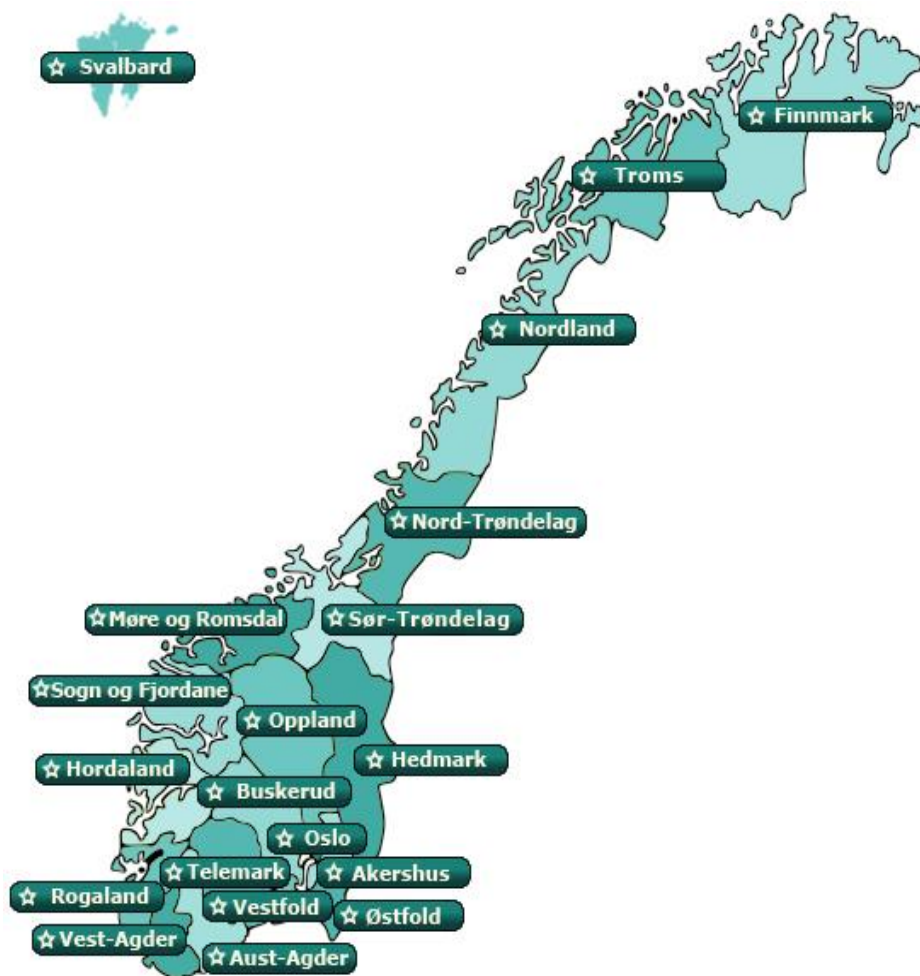 Svalbard
Finnmark
Troms
Nordland
Nord-Trøndelag
Møre og Romsdal
Sør-Trøndelag
Sogn og Fjordane
Oppland
Hedmark
Hordaland
Buskerud
Oslo
Telemark
Akershus
Rogaland
Vestfold
Østfold
Vest-Agder
Aust-Agder